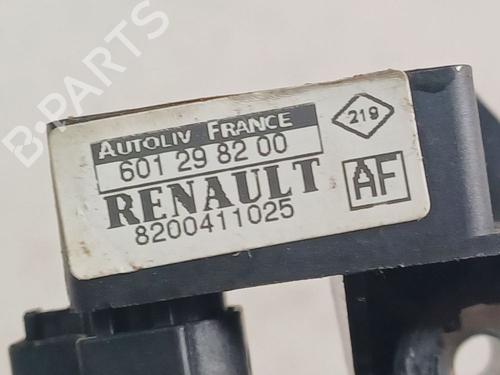 B-PARTS
AUTOLIV FRANCE
219
601 29 82 00
RENAULT
AF
8200411025